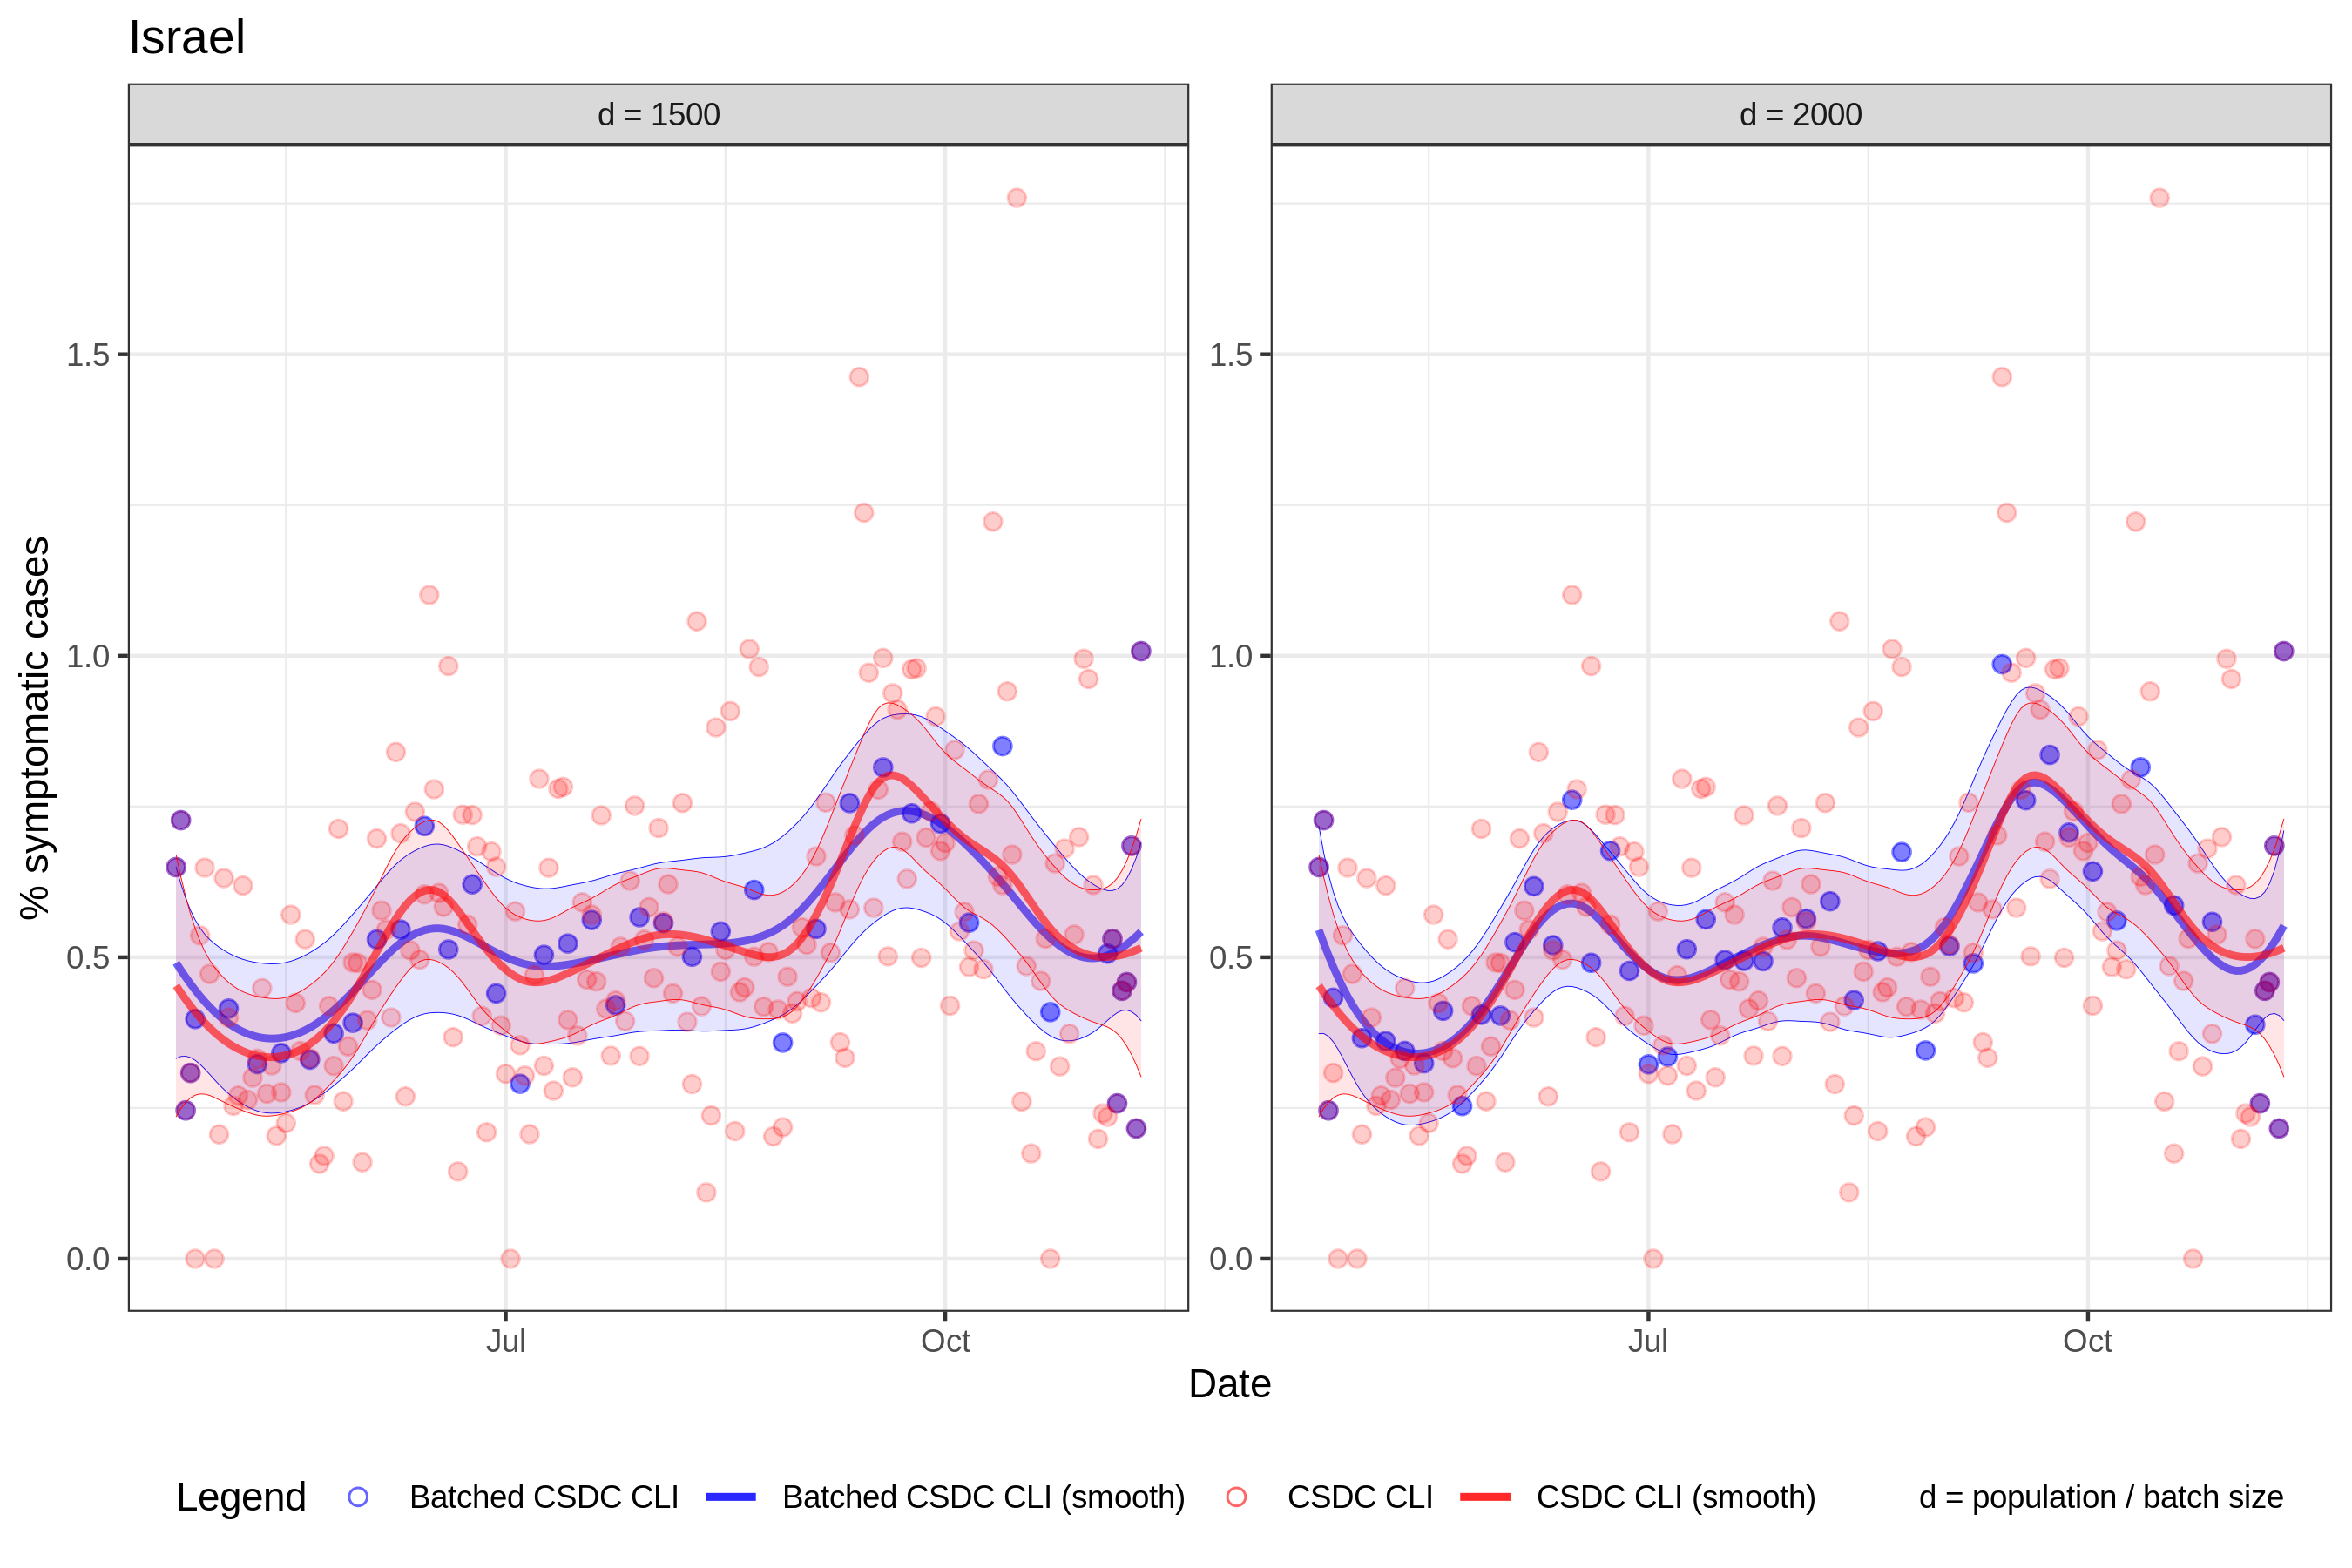 Israel
d = 1500
d = 2000
% symptomatic cases
1.5
1.0
0.5
0.0
1.5
1.0
0.5
0.0
Jul
Oct
Jul
Oct
Date
Legend Batched CSDC CLI Batched CSDC CLI (smooth) CSDC CLI CSDC CLI (smooth) d = population / batch size